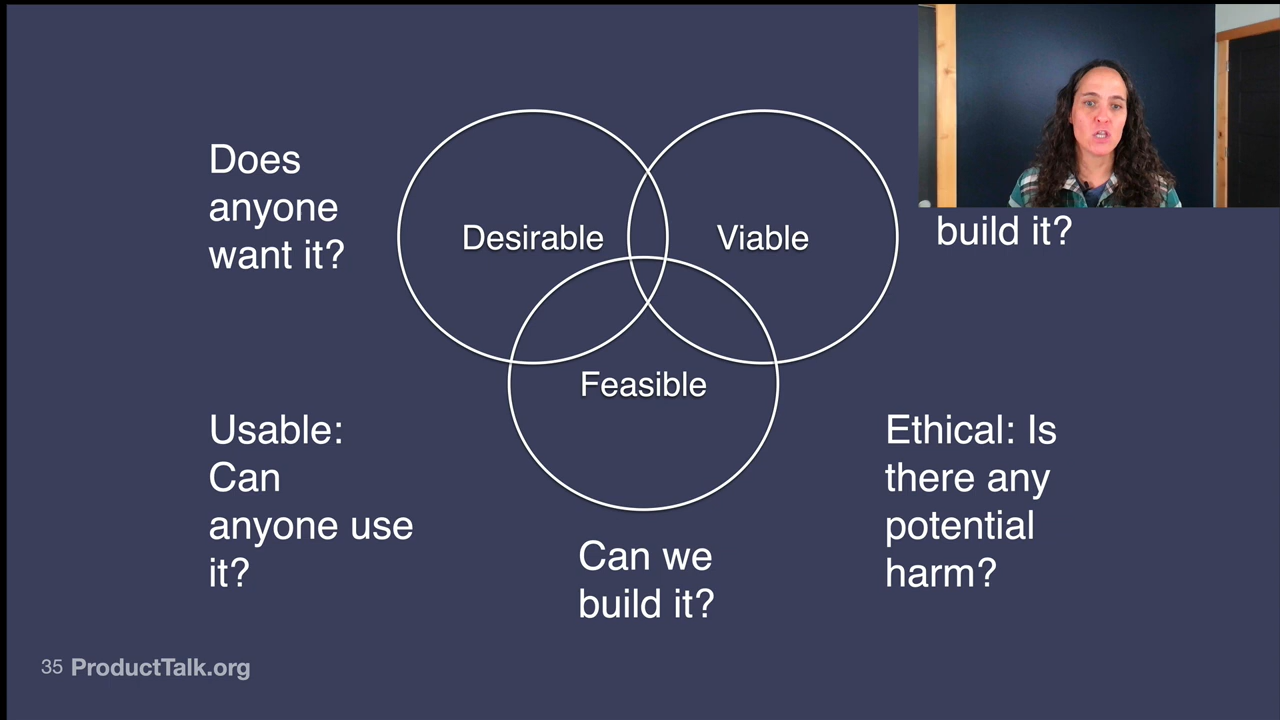 Does
anyone
want it?
Desirable
Viable
build it?
Feasible
Usable:
Can
anyone use
it?
Ethical: Is
there any
potential
harm?
Can we
build it?
35 ProductTalk.org